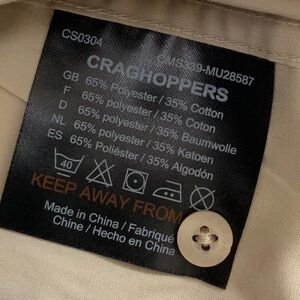 CS0304
CMS339-MU28587
CRAGHOPPERS
GB 65% Polyester / 35% Cotton
F 65% polyester / 35% Coton
D 65% polyester / 35% Baumwolle
NL 65% polyester / 35% Katoen
ES 65% Poliéster / 35% Algodón
40
KEEP AWAY FROM
Made in China / Fabriqué
Chine / Hecho en China